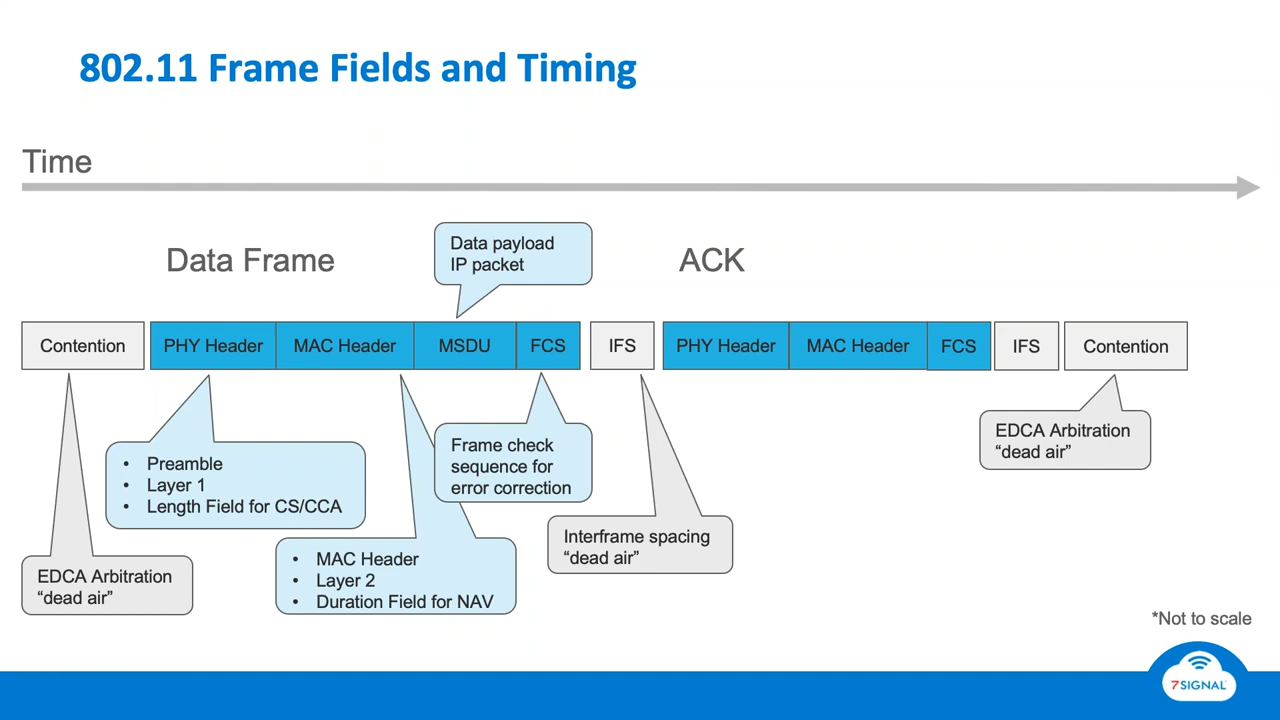 802.11 Frame Fields and Timing
Time
Data Frame
Data payload
IP packet
ACK
Contention
PHY Header
MAC Header
MSDU
FCS
IFS
PHY Header
MAC Header
FCS
IFS
Contention
• Preamble
• Layer 1
• Length Field for CS/CCA
Frame check
sequence for
error correction
EDCA Arbitration
“dead air”
Interframe spacing
“dead air”
EDCA Arbitration
“dead air”
• MAC Header
• Layer 2
• Duration Field for NAV
*Not to scale
7SIGNAL